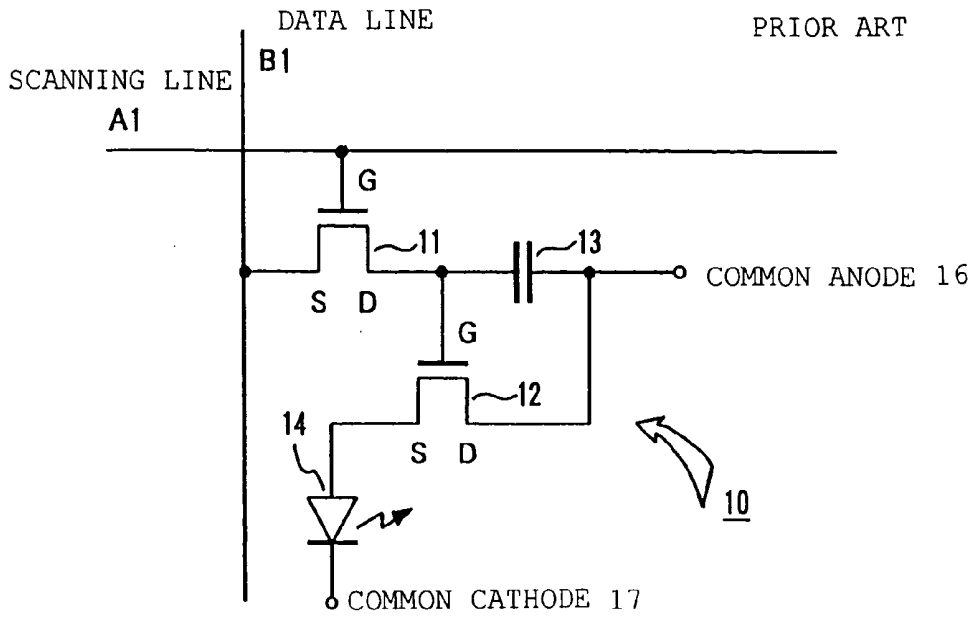 DATA LINE
PRIOR ART
B1
SCANNING LINE
A1
G
11
13
S D
COMMON ANODE 16
G
12
14
S D
10
COMMON CATHODE 17